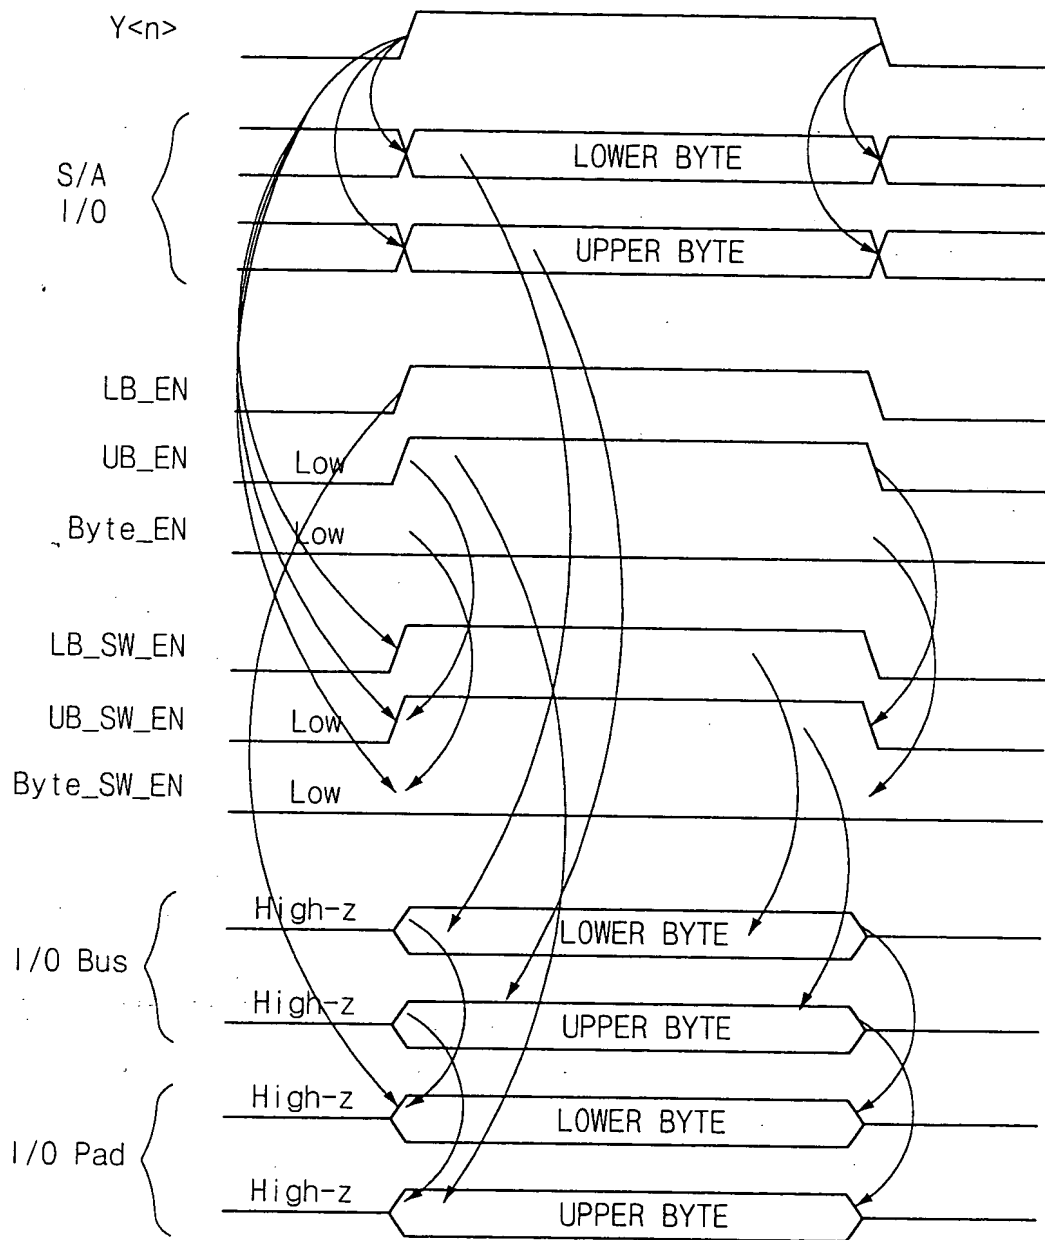 Y<n>
LOWER BYTE
S/A
I/O
UPPER BYTE
LB_EN
UB_EN Low
Byte_EN Low
LB_SW_EN
UB_SW_EN Low
Byte_SW_EN Low
High-z LOWER BYTE
I/O Bus
High-z UPPER BYTE
High-z LOWER BYTE
I/O Pad
High-z UPPER BYTE